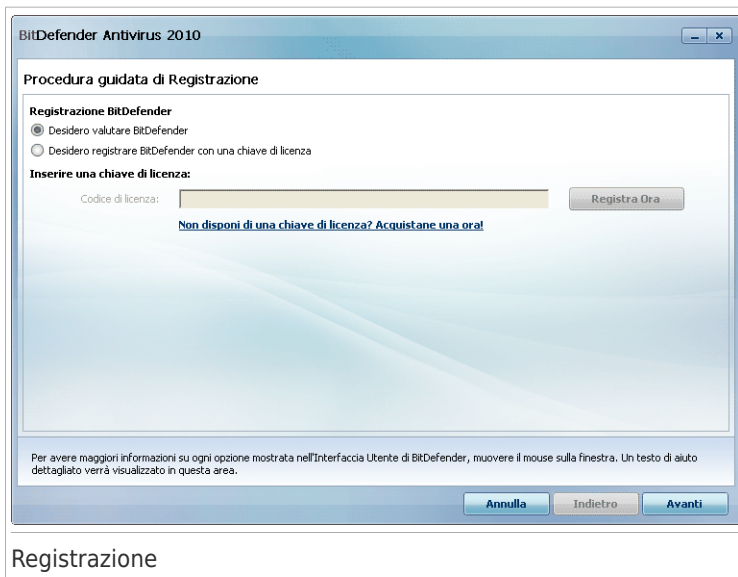 BitDefender Antivirus 2010
Procedura guidata di Registrazione
Registrazione BitDefender
Desidero valutare BitDefender
Desidero registrare BitDefender con una chiave di licenza
Inserire una chiave di licenza:
Codice di licenza:
Registra Ora
Non disponi di una chiave di licenza? Acquistane una ora!
Per avere maggiori informazioni su ogni opzione mostrata nell'Interfaccia Utente di BitDefender, muovere il mouse sulla finestra. Un testo di aiuto
dettagliato verrà visualizzato in questa area.
Annulla
Indietro
Avanti
Registrazione